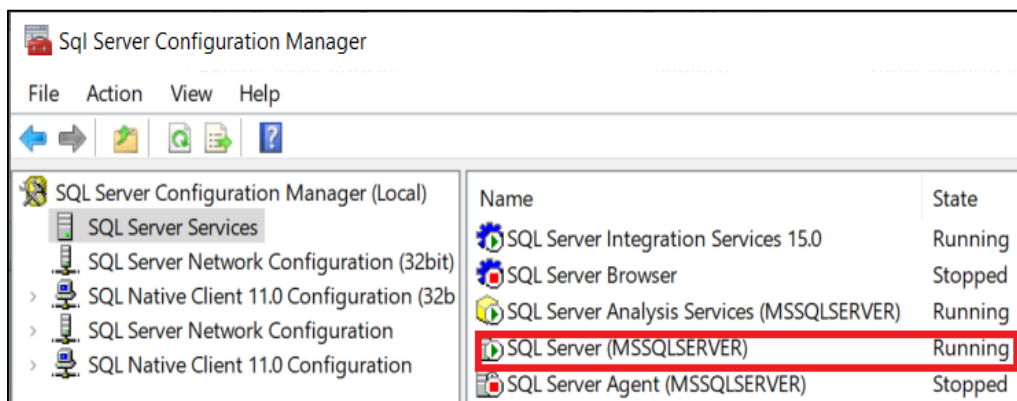 Sql Server Configuration Manager
File Action View Help
SQL Server Configuration Manager (Local)
SQL Server Services
SQL Server Network Configuration (32bit)
SQL Native Client 11.0 Configuration (32b
SQL Server Network Configuration
SQL Native Client 11.0 Configuration
Name State
SQL Server Integration Services 15.0 Running
SQL Server Browser Stopped
SQL Server Analysis Services (MSSQLSERVER) Running
SQL Server (MSSQLSERVER) Running
SQL Server Agent (MSSQLSERVER) Stopped